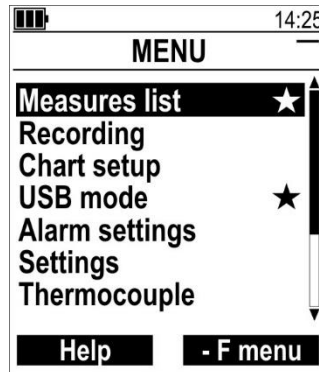 14:25
MENU
Measures list
Recording
Chart setup
USB mode
Alarm settings
Settings
Thermocouple
Help
- F menu